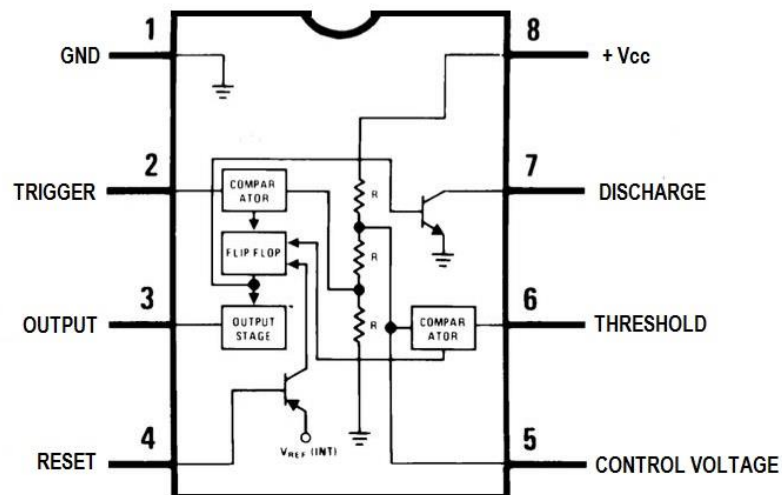 1
GND
8
+ Vcc
2
TRIGGER
COMPAR
ATOR
R
7
DISCHARGE
FLIP FLOP
R
3
OUTPUT
OUTPUT
STAGE
R
COMPAR
ATOR
6
THRESHOLD
4
RESET
VREF (INT)
5
CONTROL VOLTAGE